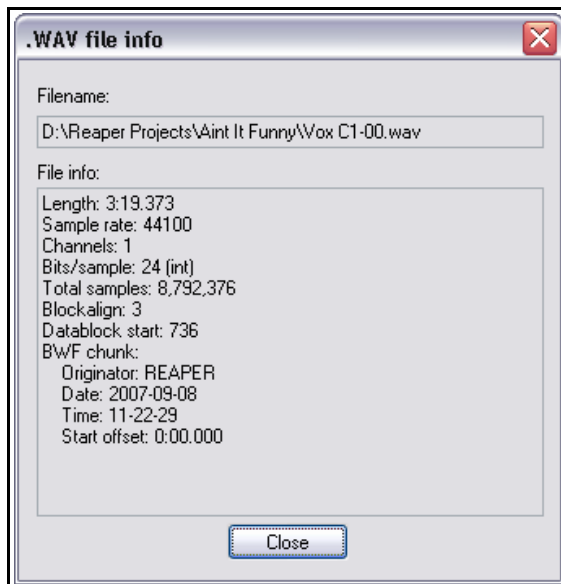 .WAV file info
Filename:
D:\Reaper Projects\Aint It Funny\Vox C1-00.wav
File info:
Length: 3:19.373
Sample rate: 44100
Channels: 1
Bits/sample: 24 (int)
Total samples: 8,792,376
Blockalign: 3
Datablock start: 736
BWF chunk:
Originator: REAPER
Date: 2007-09-08
Time: 11-22-29
Start offset: 0:00.000
Close